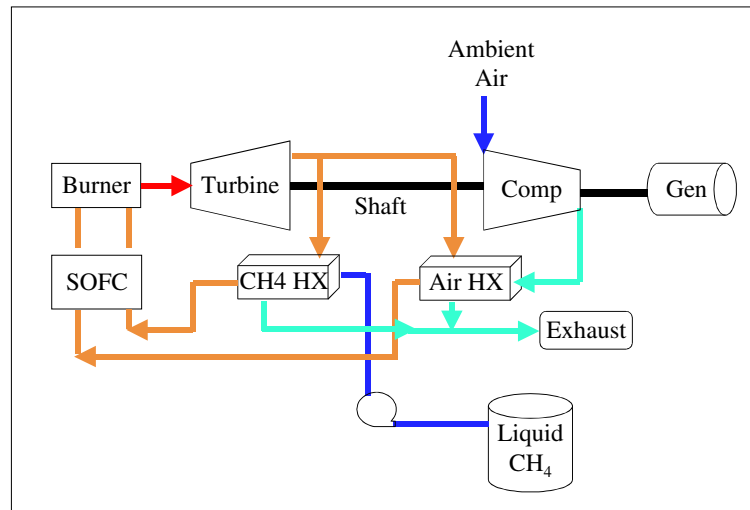 Ambient
Air
Burner
Turbine
Comp
Gen
Shaft
SOFC
CH4 HX
Air HX
Exhaust
Liquid
CH₄